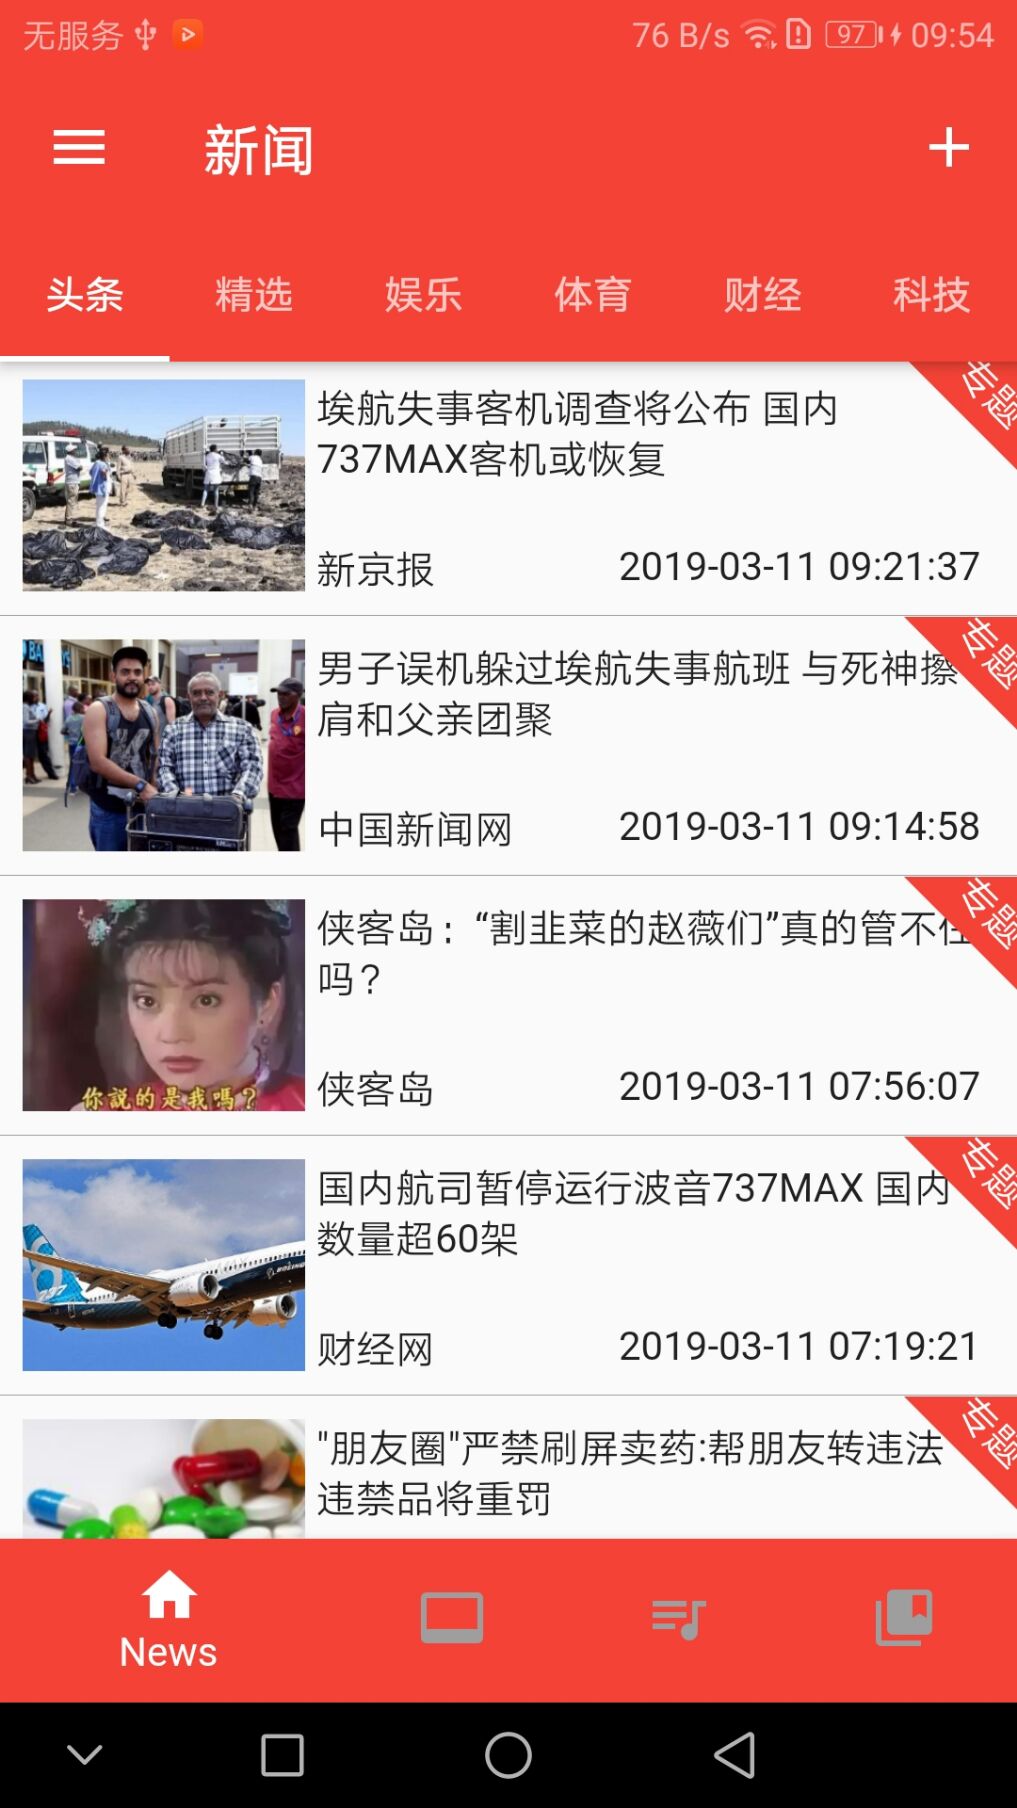 无服务
76 B/s
97
09:54
新闻
头条 精选 娱乐 体育 财经 科技
专题
埃航失事客机调查将公布 国内
737MAX客机或恢复
新京报 2019-03-11 09:21:37
专题
男子误机躲过埃航失事航班 与死神擦
肩和父亲团聚
中国新闻网 2019-03-11 09:14:58
专题
侠客岛：“割韭菜的赵薇们”真的管不住
吗？
你說的是我嗎？
侠客岛 2019-03-11 07:56:07
专题
国内航司暂停运行波音737MAX 国内
数量超60架
BOEING
财经网 2019-03-11 07:19:21
专题
"朋友圈"严禁刷屏卖药:帮朋友转违法
违禁品将重罚
News